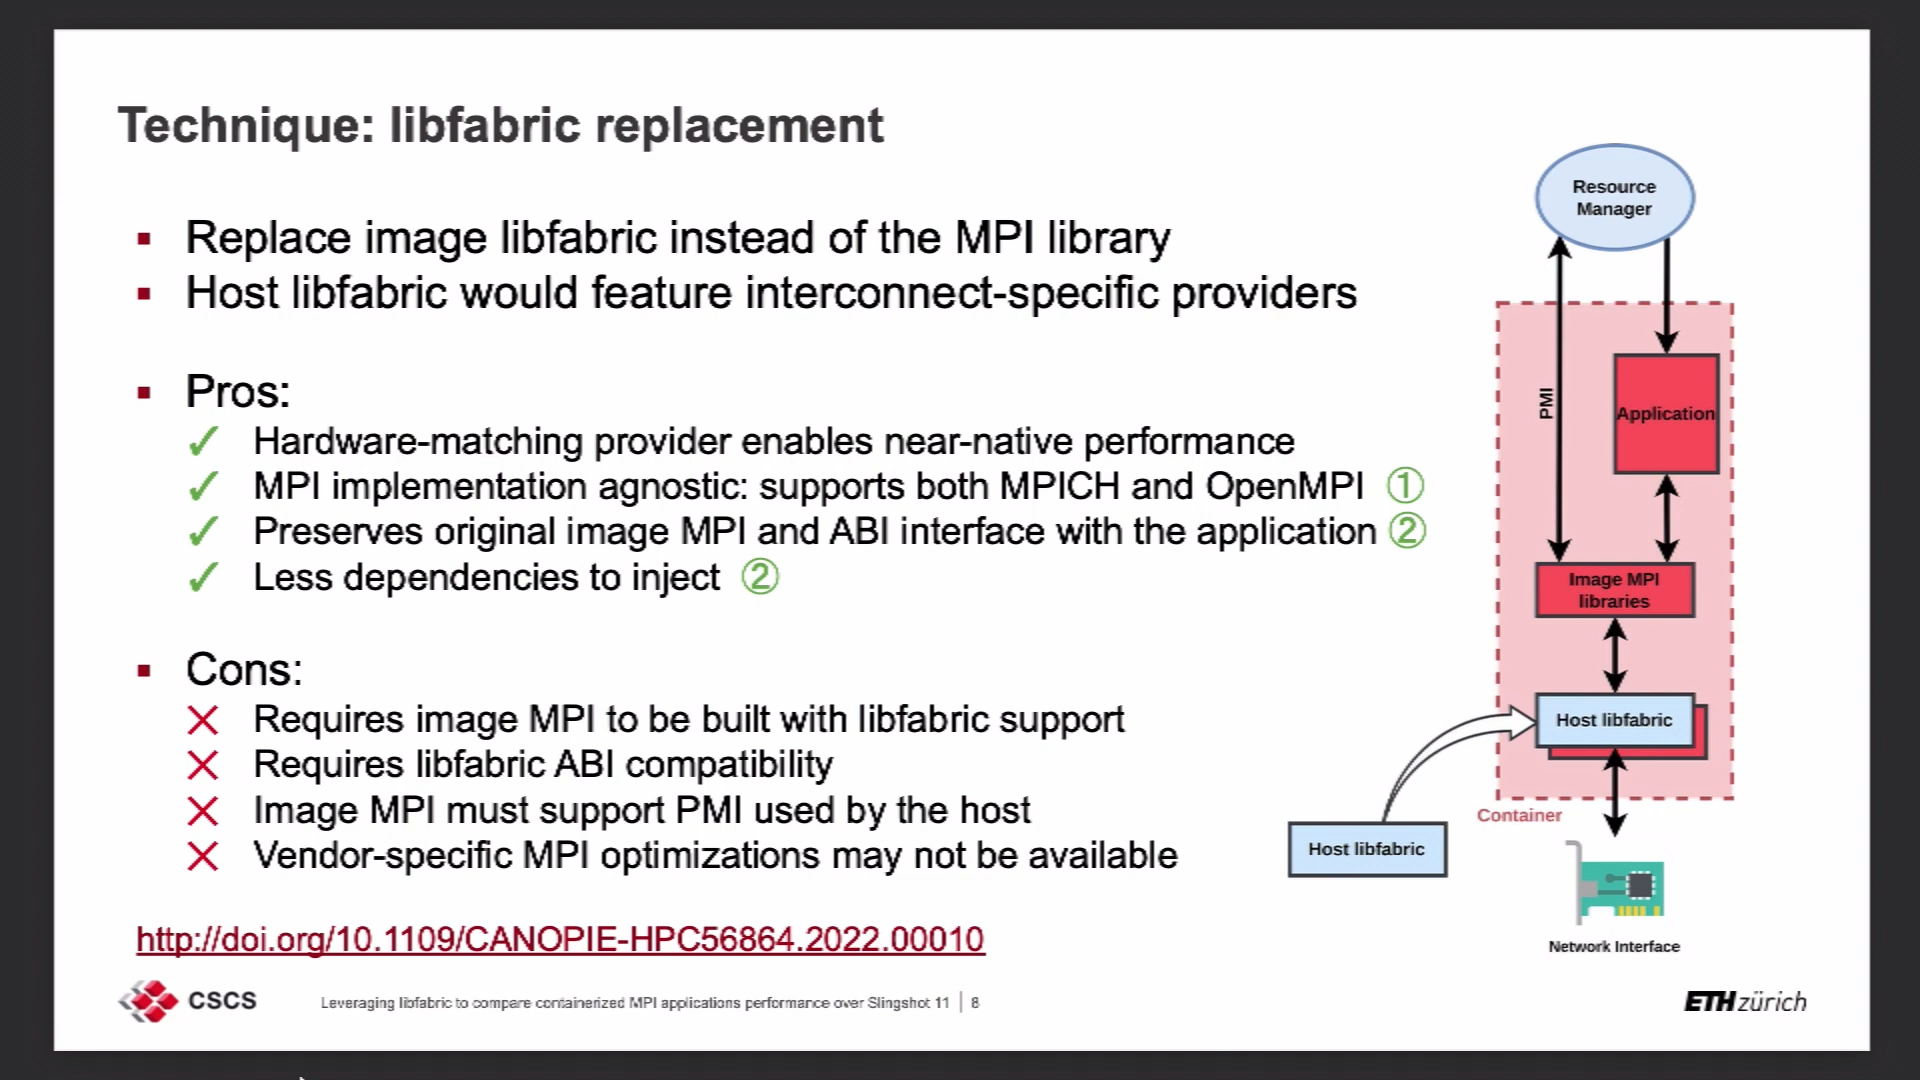 Technique: libfabric replacement
▪ Replace image libfabric instead of the MPI library
▪ Host libfabric would feature interconnect-specific providers
▪ Pros:
✓ Hardware-matching provider enables near-native performance
✓ MPI implementation agnostic: supports both MPICH and OpenMPI ①
✓ Preserves original image MPI and ABI interface with the application ②
✓ Less dependencies to inject ②
▪ Cons:
✕ Requires image MPI to be built with libfabric support
✕ Requires libfabric ABI compatibility
✕ Image MPI must support PMI used by the host
✕ Vendor-specific MPI optimizations may not be available
http://doi.org/10.1109/CANOPIE-HPC56864.2022.00010
Resource
Manager
PMI
Application
Image MPI
libraries
Host libfabric
Container
Host libfabric
Network Interface
CSCS
Leveraging libfabric to compare containerized MPI applications performance over Slingshot 11 | 8
ETH zürich